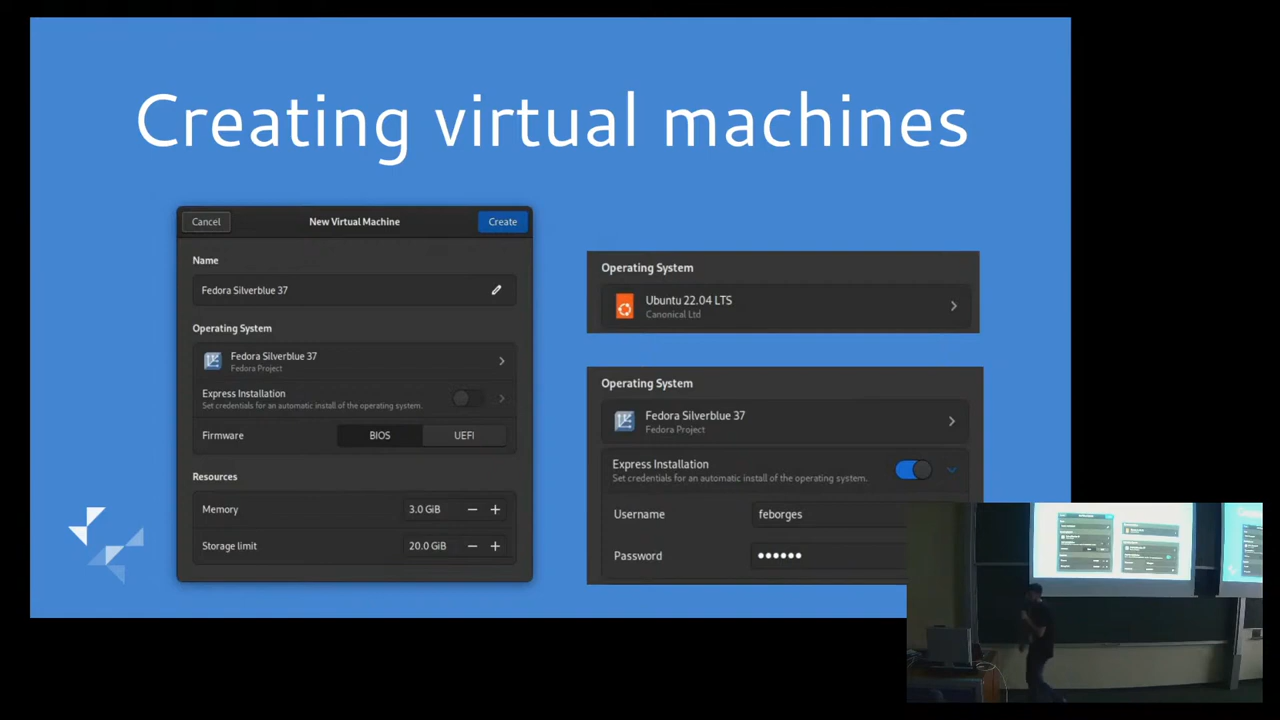 Creating virtual machines
Cancel
New Virtual Machine
Create
Name
Fedora Silverblue 37
Operating System
Fedora Silverblue 37
Fedora Project
Express Installation
Set credentials for an automatic install of the operating system.
Firmware
BIOS
UEFI
Resources
Memory
3.0 GiB
Storage limit
20.0 GiB
Operating System
Ubuntu 22.04 LTS
Canonical Ltd
Operating System
Fedora Silverblue 37
Fedora Project
Express Installation
Set credentials for an automatic install of the operating system.
Username
feborges
Password
●●●●●●